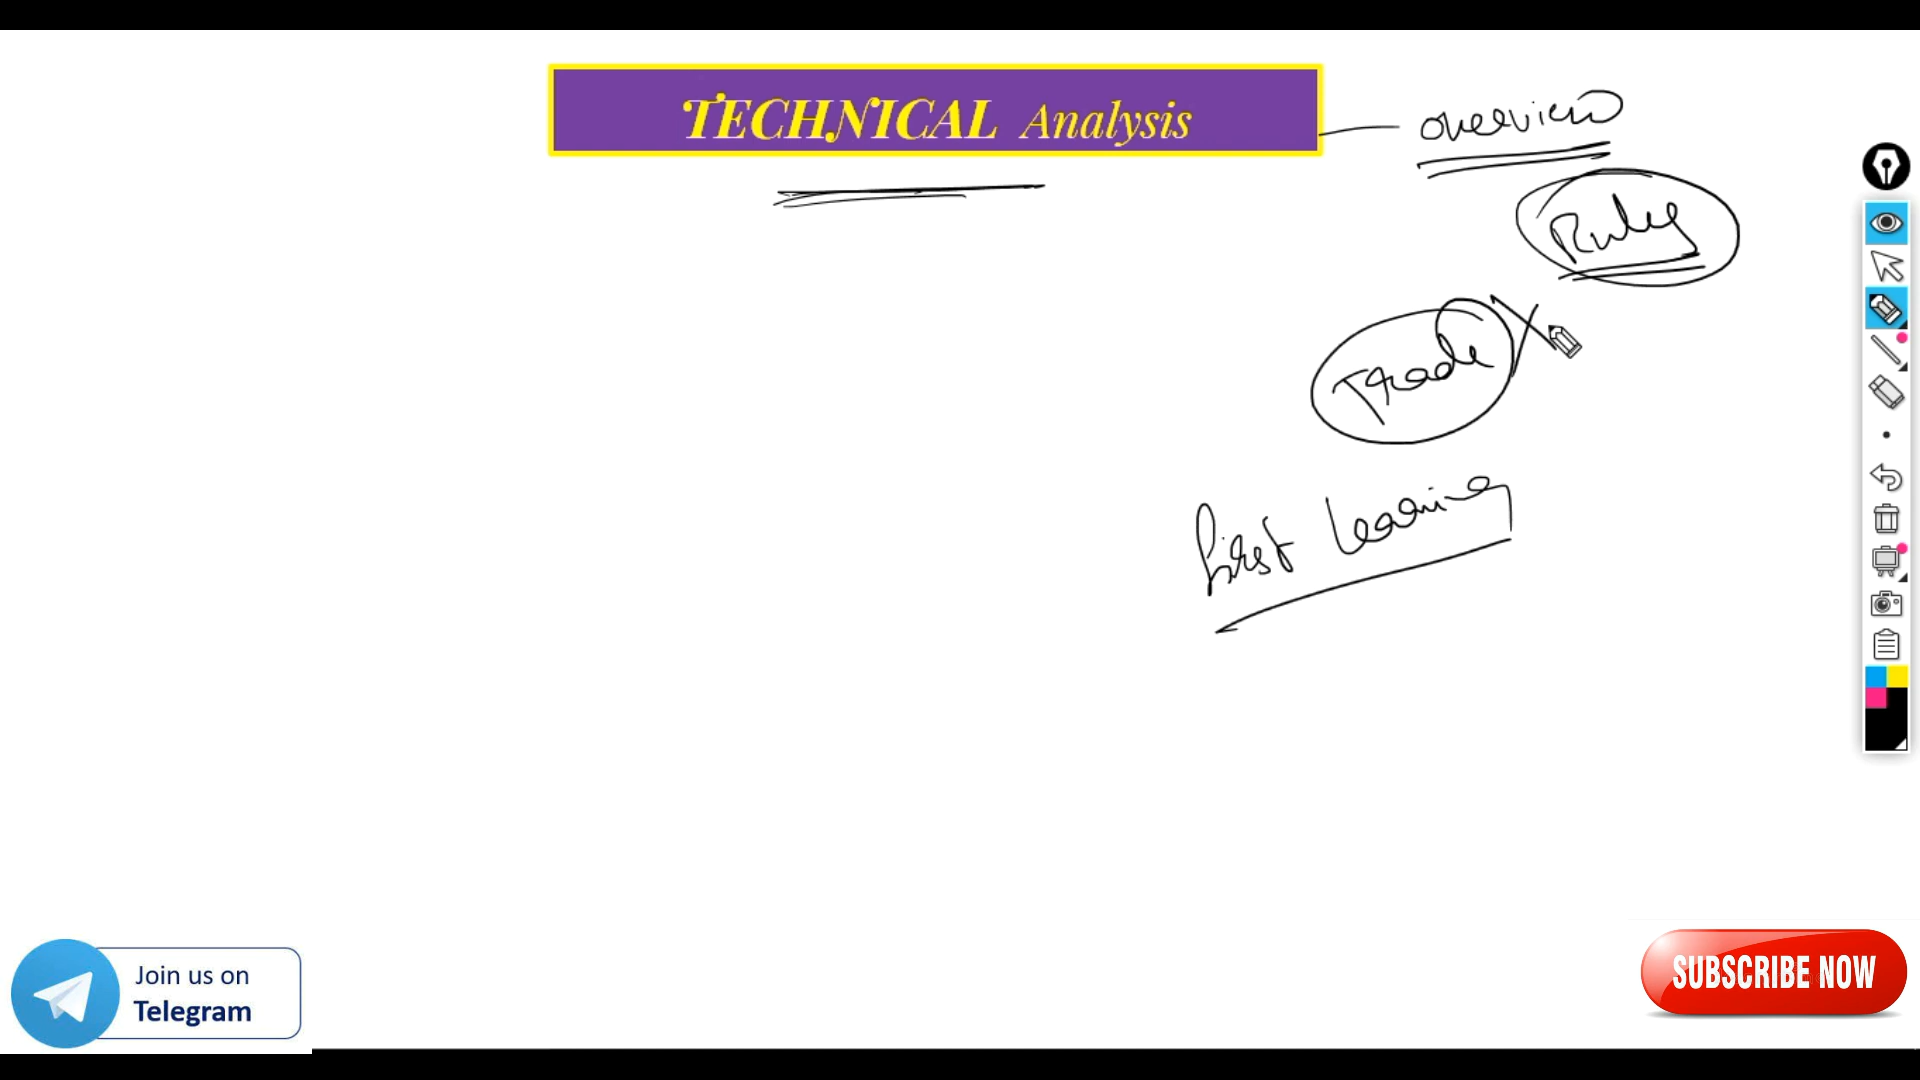 TECHNICAL Analysis
overview
Rules
Trade
first learning
Join us on
Telegram
SUBSCRIBE NOW